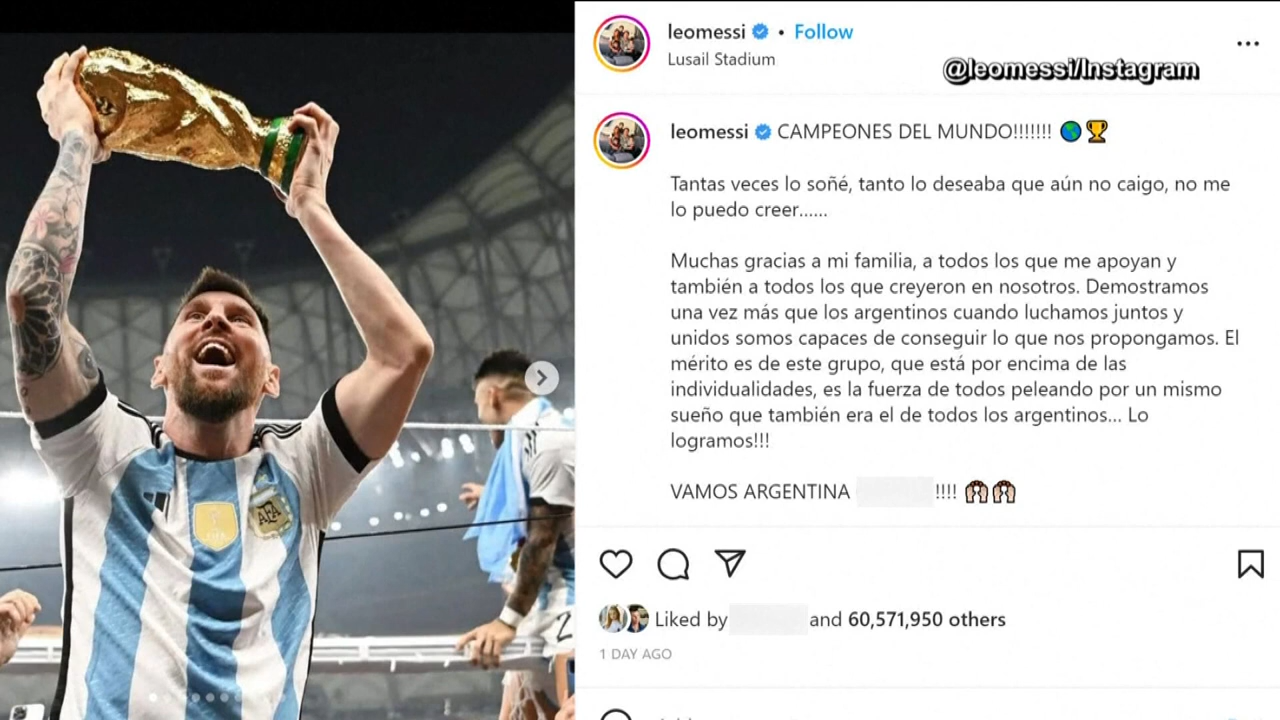 leomessi • Follow
Lusail Stadium
@leomessi/Instagram
leomessi CAMPEONES DEL MUNDO!!!!!!! 🌎🏆
Tantas veces lo soñé, tanto lo deseaba que aún no caigo, no me
lo puedo creer......
Muchas gracias a mi familia, a todos los que me apoyan y
también a todos los que creyeron en nosotros. Demostramos
una vez más que los argentinos cuando luchamos juntos y
unidos somos capaces de conseguir lo que nos propongamos. El
mérito es de este grupo, que está por encima de las
individualidades, es la fuerza de todos peleando por un mismo
sueño que también era el de todos los argentinos... Lo
logramos!!!
VAMOS ARGENTINA !!!! 🙌🏻🙌🏻
Liked by and 60,571,950 others
1 DAY AGO
AFA
2